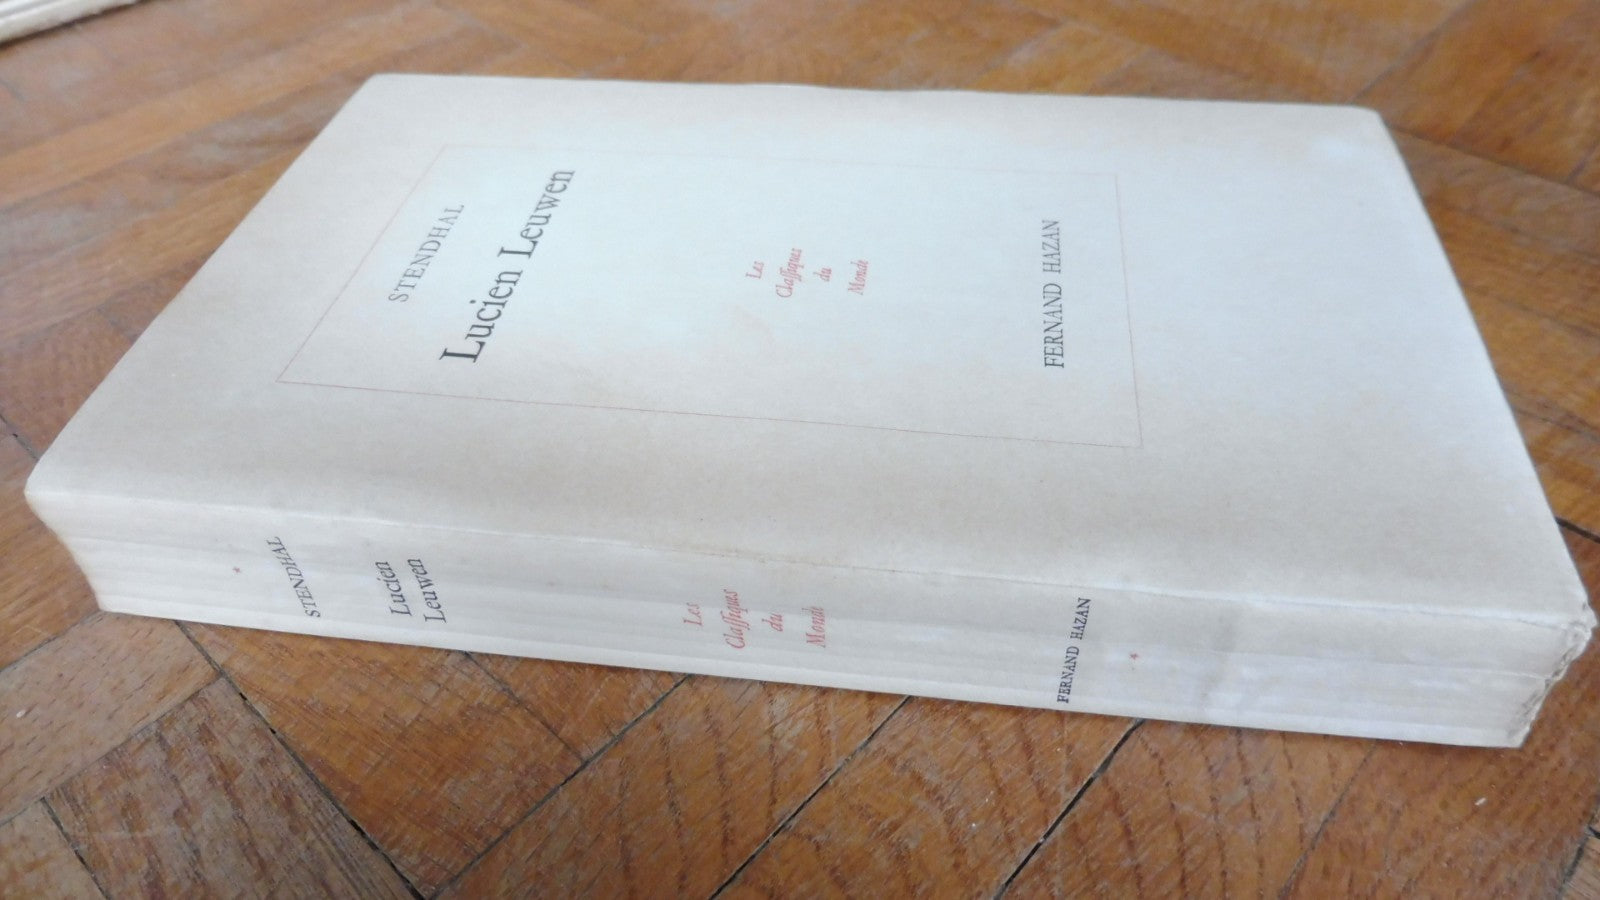 STENDHAL
Lucien Leuwen
Les
Claſſiques
du
Monde
FERNAND HAZAN
*
STENDHAL
Lucien
Leuwen
Les
Claſſiques
du
Monde
FERNAND HAZAN
*